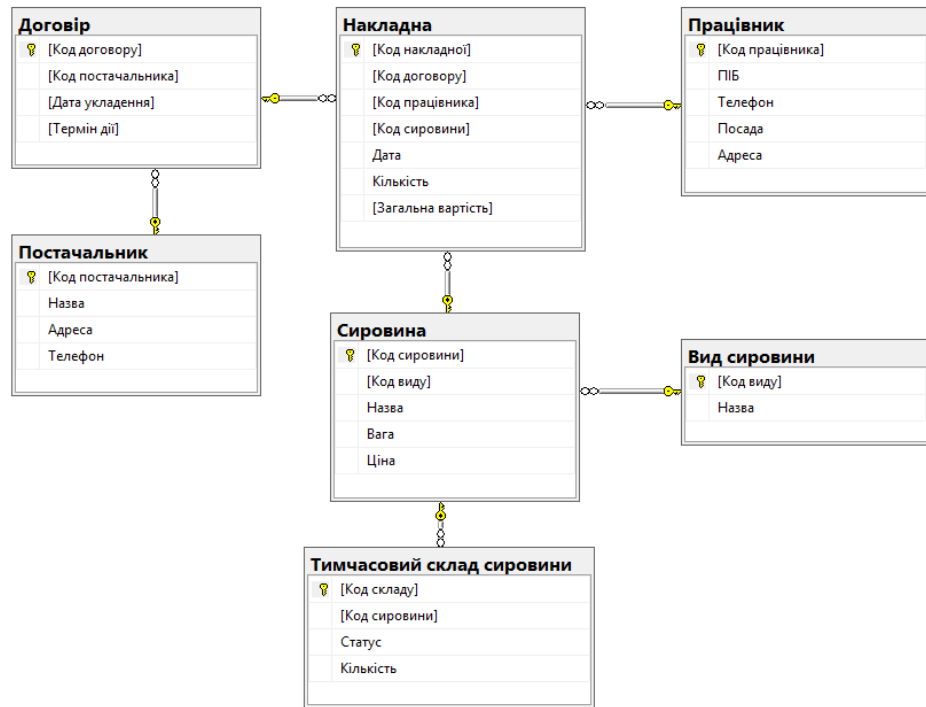 Договір
[Код договору]
[Код постачальника]
[Дата укладення]
[Термін дії]
Накладна
[Код накладної]
[Код договору]
[Код працівника]
[Код сировини]
Дата
Кількість
[Загальна вартість]
Працівник
[Код працівника]
ПІБ
Телефон
Посада
Адреса
Постачальник
[Код постачальника]
Назва
Адреса
Телефон
Сировина
[Код сировини]
[Код виду]
Назва
Вага
Ціна
Вид сировини
[Код виду]
Назва
Тимчасовий склад сировини
[Код складу]
[Код сировини]
Статус
Кількість